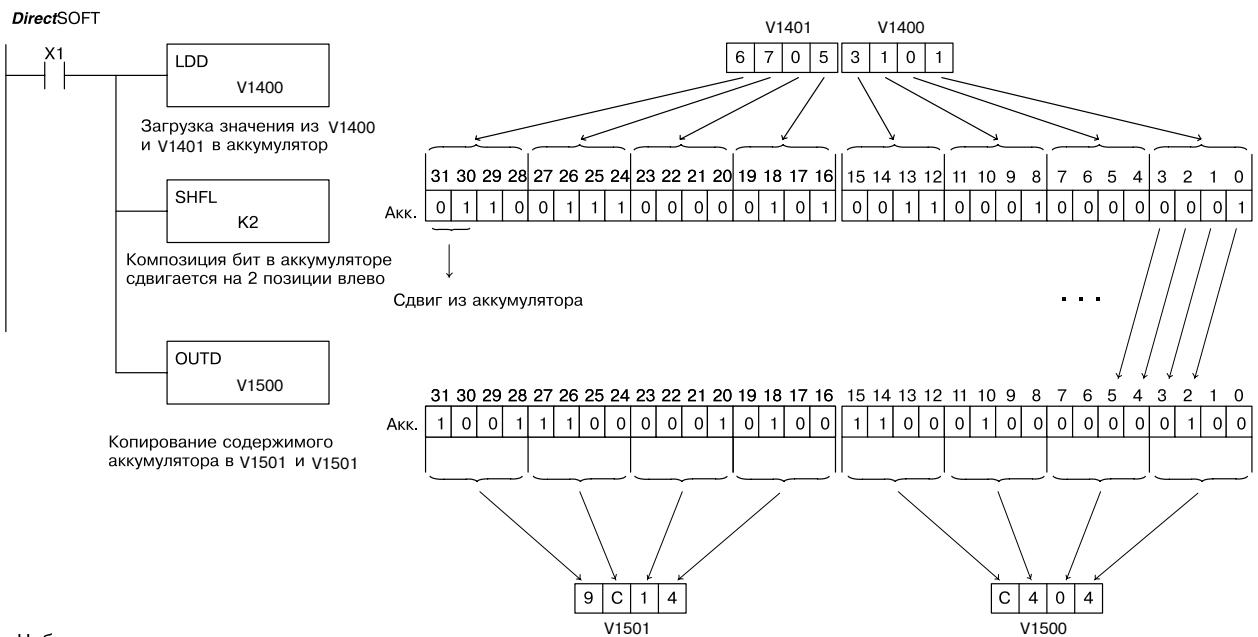 DirectSOFT
X1
LDD
V1400
Загрузка значения из V1400
и V1401 в аккумулятор
SHFL
K2
Композиция бит в аккумуляторе
сдвигается на 2 позиции влево
OUTD
V1500
Копирование содержимого
аккумулятора в V1501 и V1501
V1401 V1400
6 7 0 5 3 1 0 1
31 30 29 28 27 26 25 24 23 22 21 20 19 18 17 16 15 14 13 12 11 10 9 8 7 6 5 4 3 2 1 0
Акк. 0 1 1 0 0 1 1 1 0 0 0 0 0 1 0 1 0 0 1 1 0 0 0 1 0 0 0 0 0 0 0 1
Сдвиг из аккумулятора
. . .
31 30 29 28 27 26 25 24 23 22 21 20 19 18 17 16 15 14 13 12 11 10 9 8 7 6 5 4 3 2 1 0
Акк. 1 0 0 1 1 1 0 0 0 0 0 1 0 1 0 0 1 1 0 0 0 1 0 0 0 0 0 0 0 1 0 0
9 C 1 4 C 4 0 4
V1501 V1500